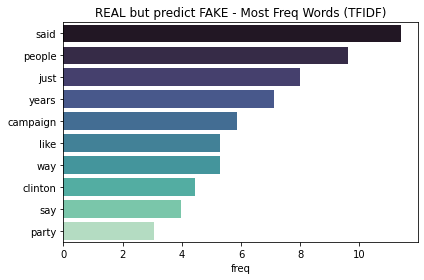 REAL but predict FAKE - Most Freq Words (TFIDF)
said
people
just
years
campaign
like
way
clinton
say
party
0 2 4 6 8 10
freq